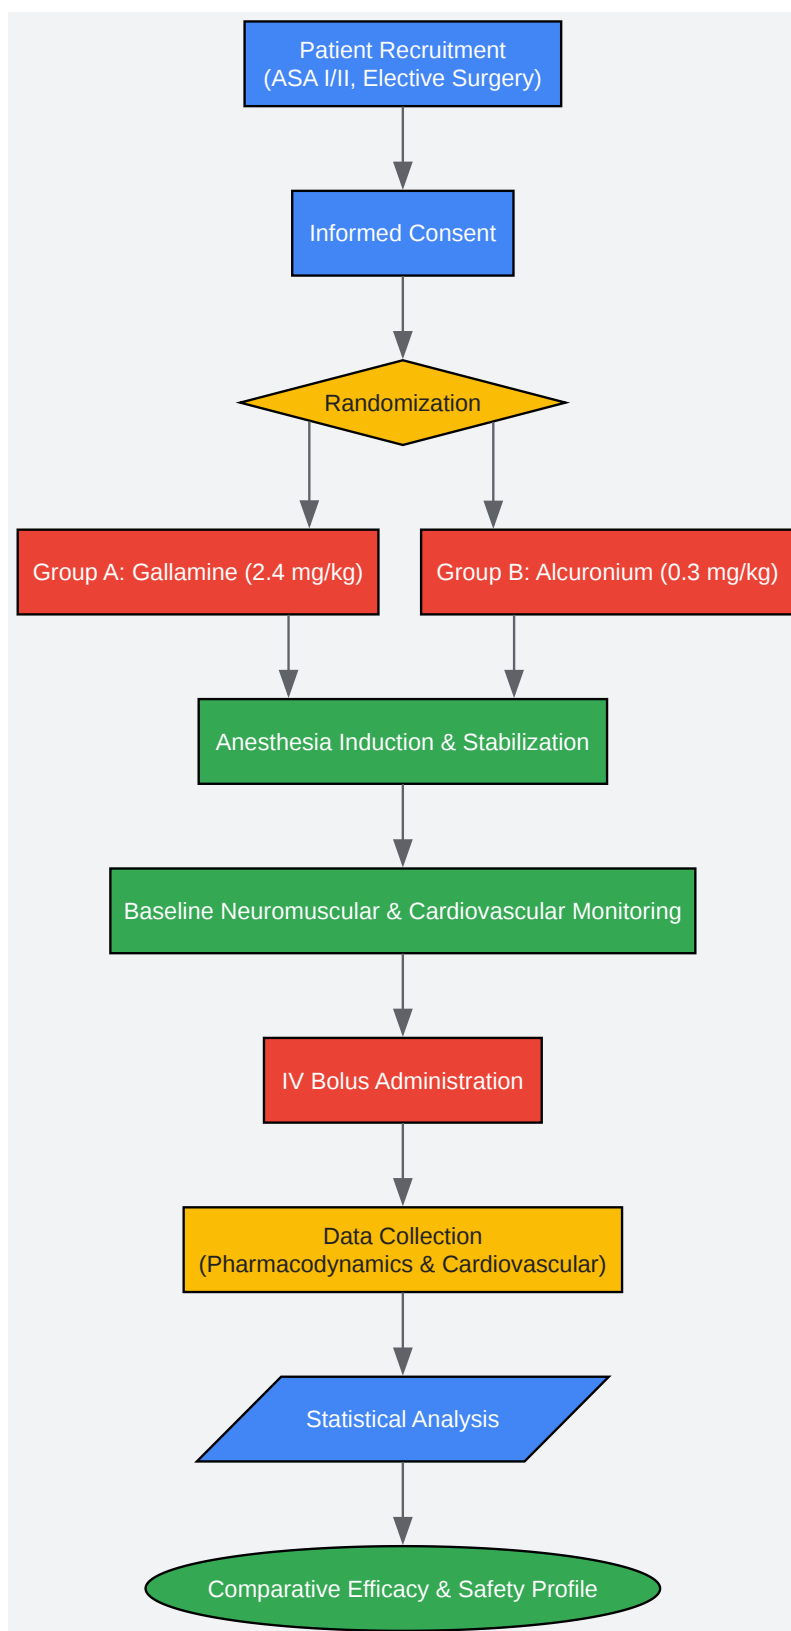 Patient Recruitment
(ASA I/II, Elective Surgery)
Informed Consent
Randomization
Group A: Gallamine (2.4 mg/kg)
Group B: Alcuronium (0.3 mg/kg)
Anesthesia Induction & Stabilization
Baseline Neuromuscular & Cardiovascular Monitoring
IV Bolus Administration
Data Collection
(Pharmacodynamics & Cardiovascular)
Statistical Analysis
Comparative Efficacy & Safety Profile